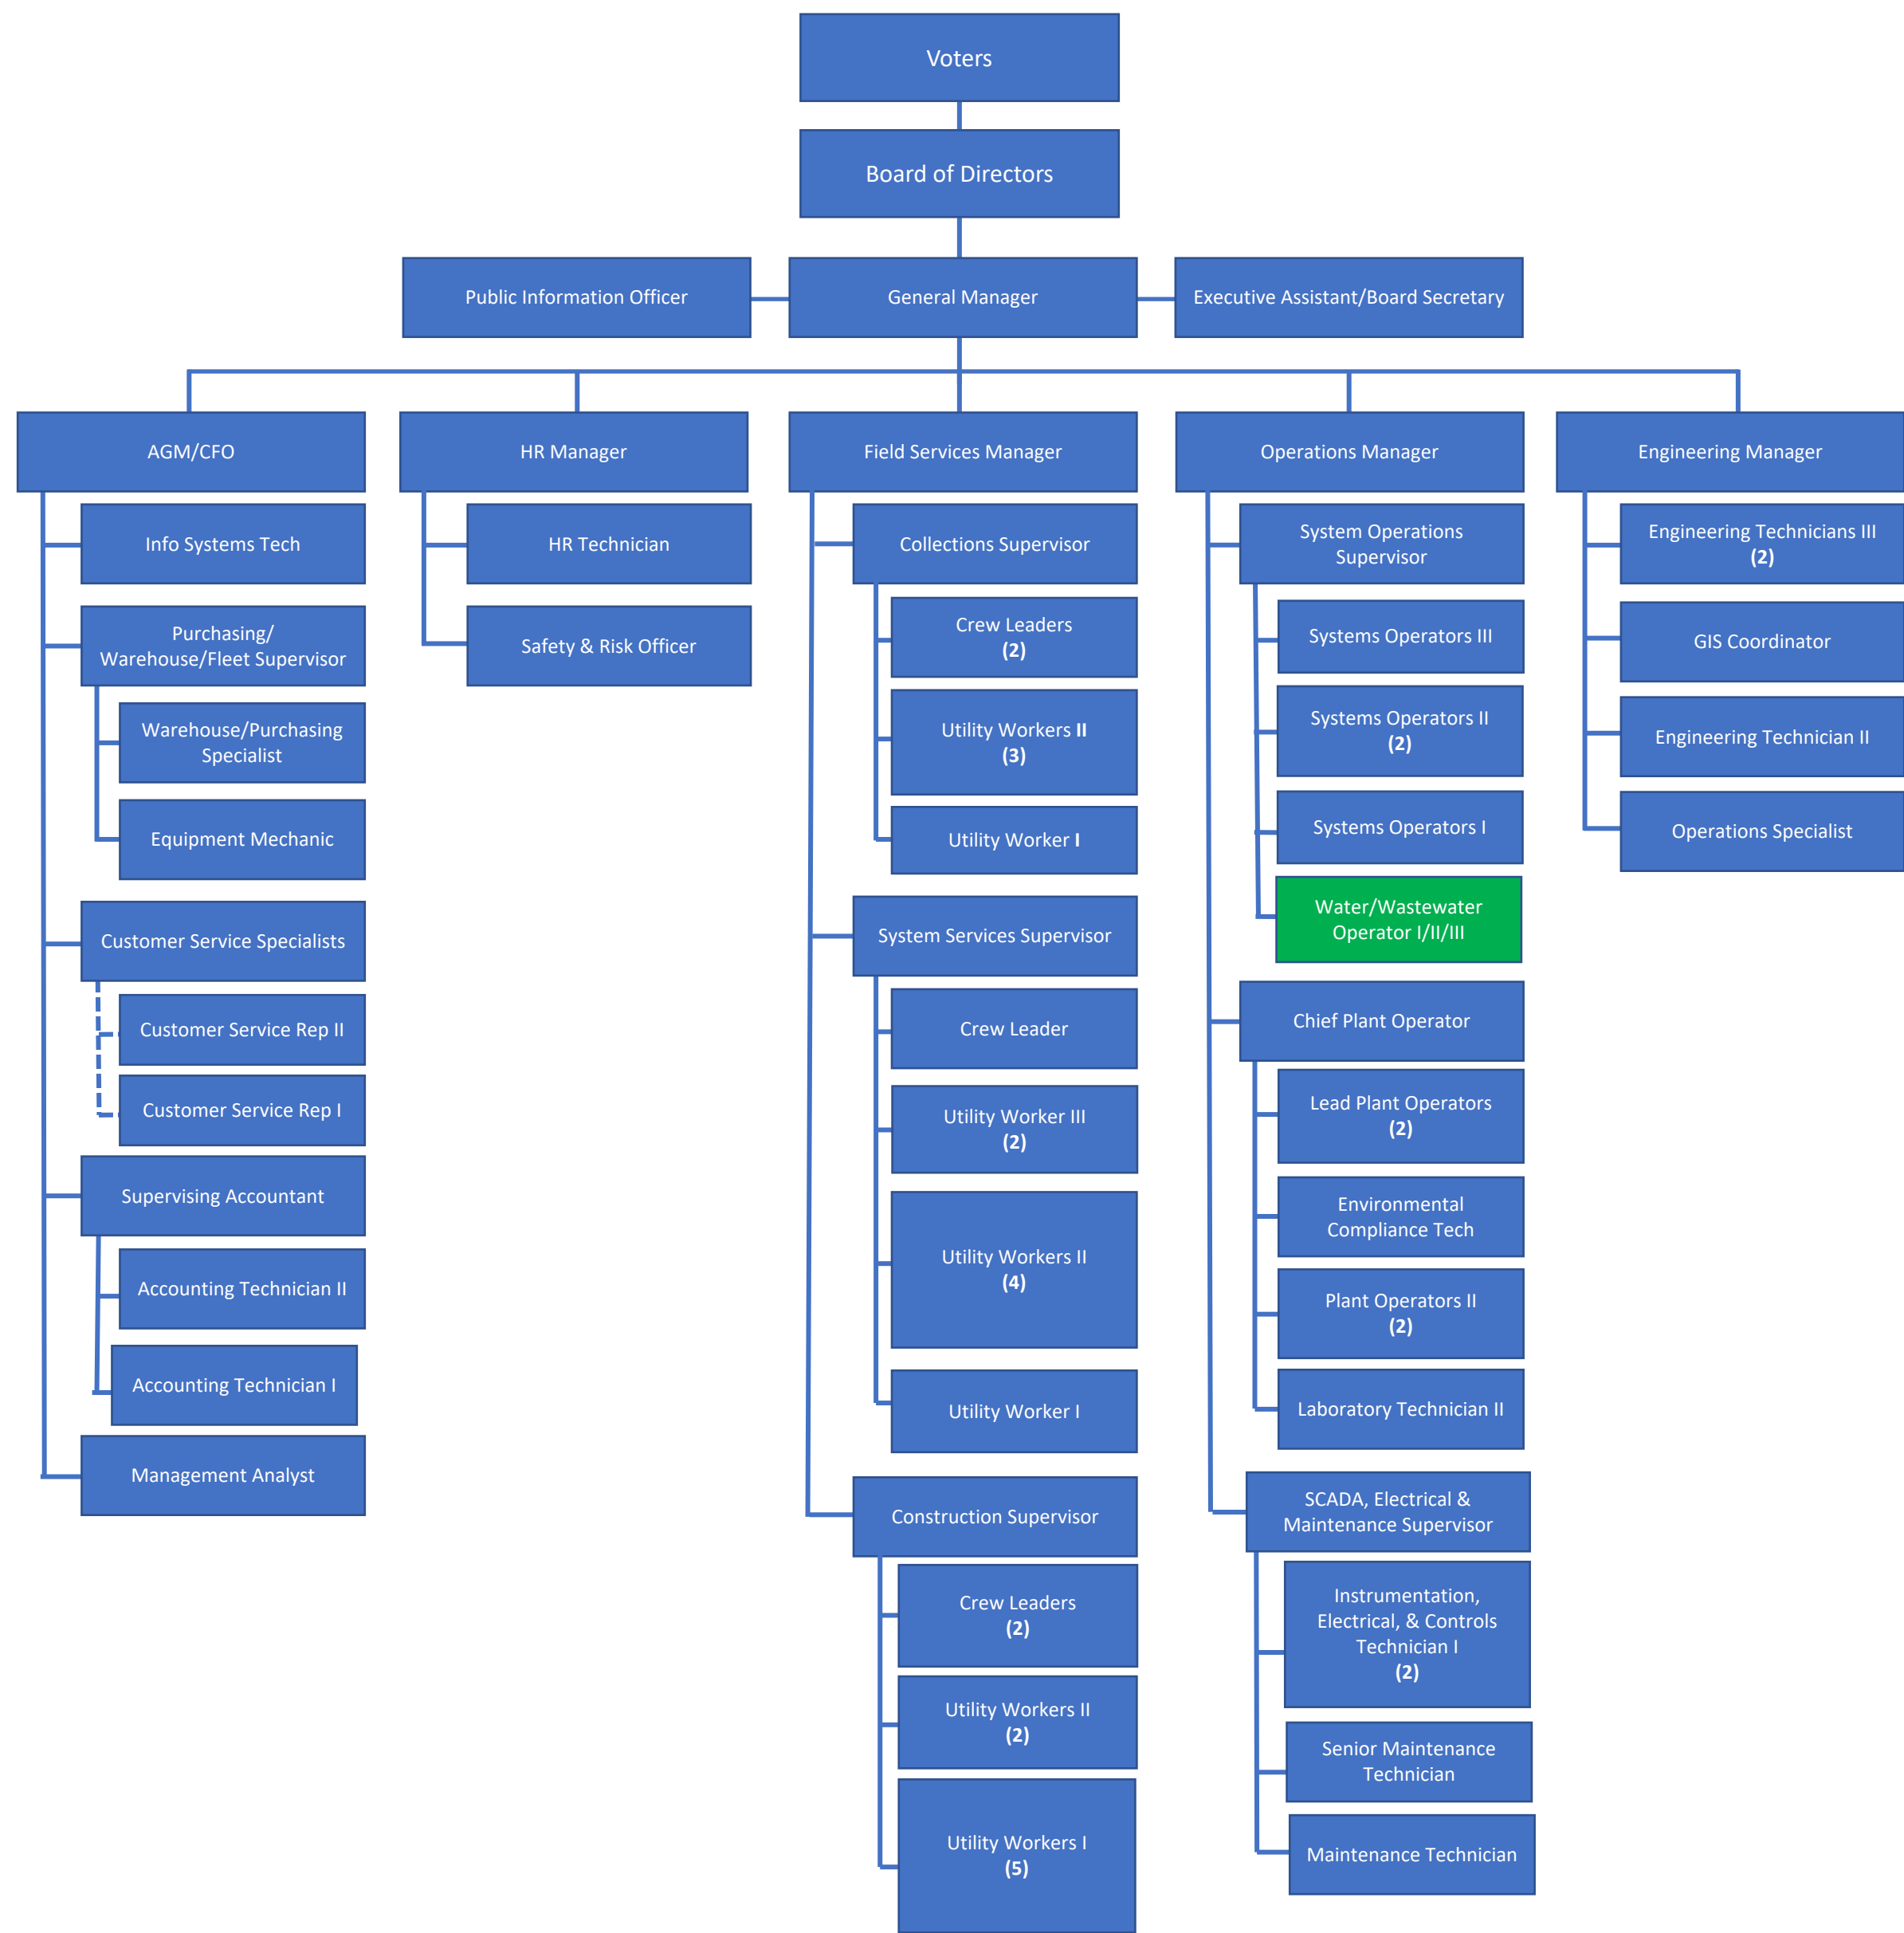 Voters
Board of Directors
Public Information Officer
General Manager
Executive Assistant/Board Secretary
AGM/CFO
HR Manager
Field Services Manager
Operations Manager
Engineering Manager
Info Systems Tech
Purchasing/
Warehouse/Fleet Supervisor
Warehouse/Purchasing
Specialist
Equipment Mechanic
Customer Service Specialists
Customer Service Rep II
Customer Service Rep I
Supervising Accountant
Accounting Technician II
Accounting Technician I
Management Analyst
HR Technician
Safety & Risk Officer
Collections Supervisor
Crew Leaders
(2)
Utility Workers II
(3)
Utility Worker I
System Services Supervisor
Crew Leader
Utility Worker III
(2)
Utility Workers II
(4)
Utility Worker I
Construction Supervisor
Crew Leaders
(2)
Utility Workers II
(2)
Utility Workers I
(5)
System Operations
Supervisor
Systems Operators III
Systems Operators II
(2)
Systems Operators I
Water/Wastewater
Operator I/II/III
Chief Plant Operator
Lead Plant Operators
(2)
Environmental
Compliance Tech
Plant Operators II
(2)
Laboratory Technician II
SCADA, Electrical &
Maintenance Supervisor
Instrumentation,
Electrical, & Controls
Technician I
(2)
Senior Maintenance
Technician
Maintenance Technician
Engineering Technicians III
(2)
GIS Coordinator
Engineering Technician II
Operations Specialist